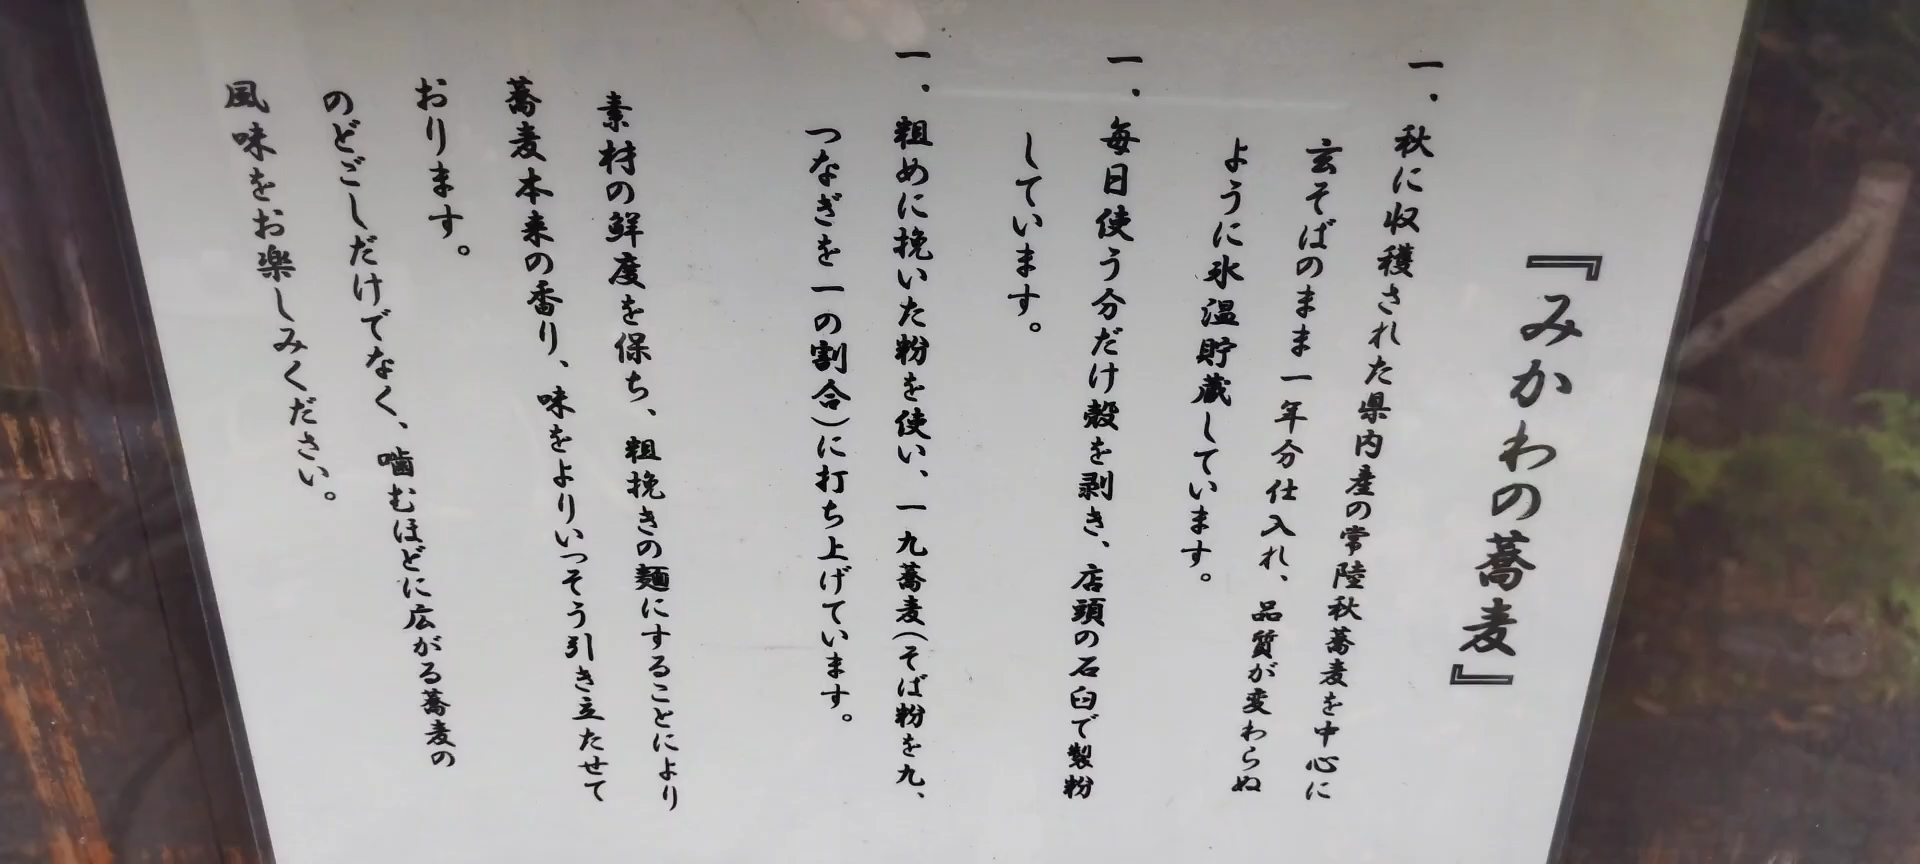 『みかわの蕎麦』
一．秋に収穫された県内産の常陸秋蕎麦を中心に
玄そばのまま一年分仕入れ、品質が変わらぬ
ように氷温貯蔵しています。
一．毎日使う分だけ殻を剥き、店頭の石臼で製粉
しています。
一．粗めに挽いた粉を使い、一九蕎麦(そば粉を九、
つなぎを一の割合)に打ち上げています。
素材の鮮度を保ち、粗挽きの麺にすることにより
蕎麦本来の香り、味をよりいっそう引き立たせて
おります。
のどごしだけでなく、噛むほどに広がる蕎麦の
風味をお楽しみください。